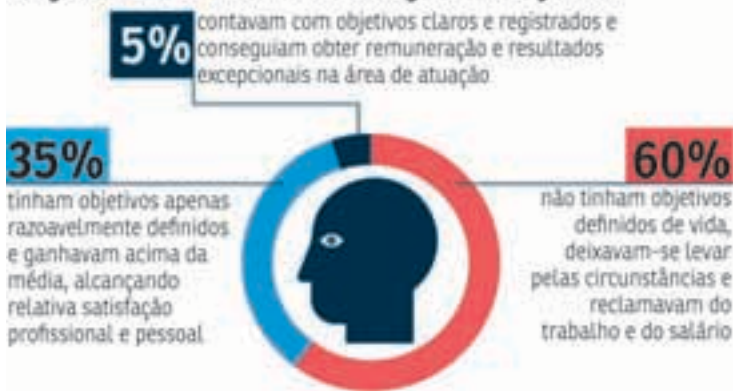 5%
contavam com objetivos claros e registrados e
conseguiam obter remuneração e resultados
excepcionais na área de atuação
35%
tinham objetivos apenas
razoavelmente definidos
e ganhavam acima da
média, alcançando
relativa satisfação
profissional e pessoal
60%
não tinham objetivos
definidos de vida,
deixavam-se levar
pelas circunstâncias e
reclamavam do
trabalho e do salário